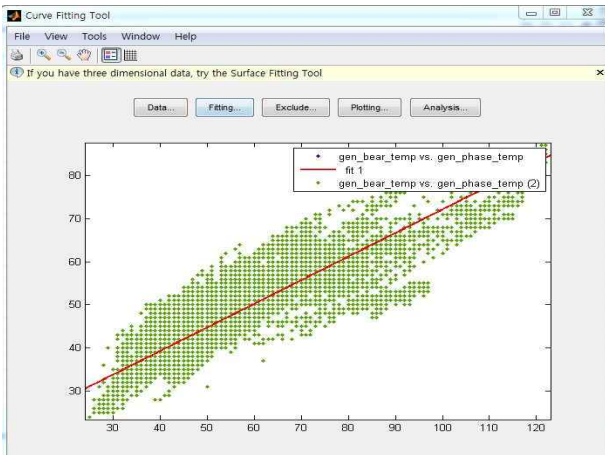 Curve Fitting Tool
File View Tools Window Help
If you have three dimensional data, try the Surface Fitting Tool
Data... Fitting... Exclude... Plotting... Analysis...
gen_bear_temp vs. gen_phase_temp
fit 1
gen_bear_temp vs. gen_phase_temp (2)
80
70
60
50
40
30
30 40 50 60 70 80 90 100 110 120